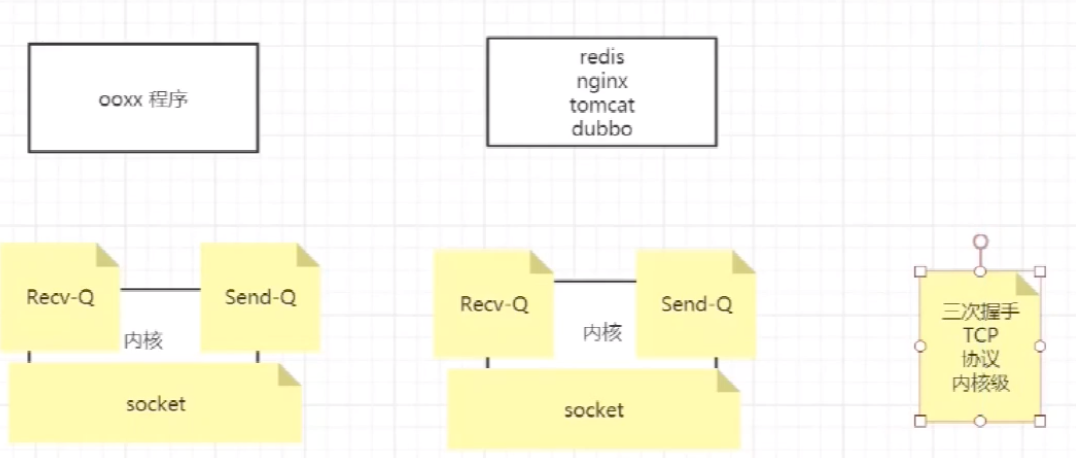 ooxx 程序
redis
nginx
tomcat
dubbo
Recv-Q
Send-Q
内核
socket
Recv-Q
Send-Q
内核
socket
三次握手
TCP
协议
内核级